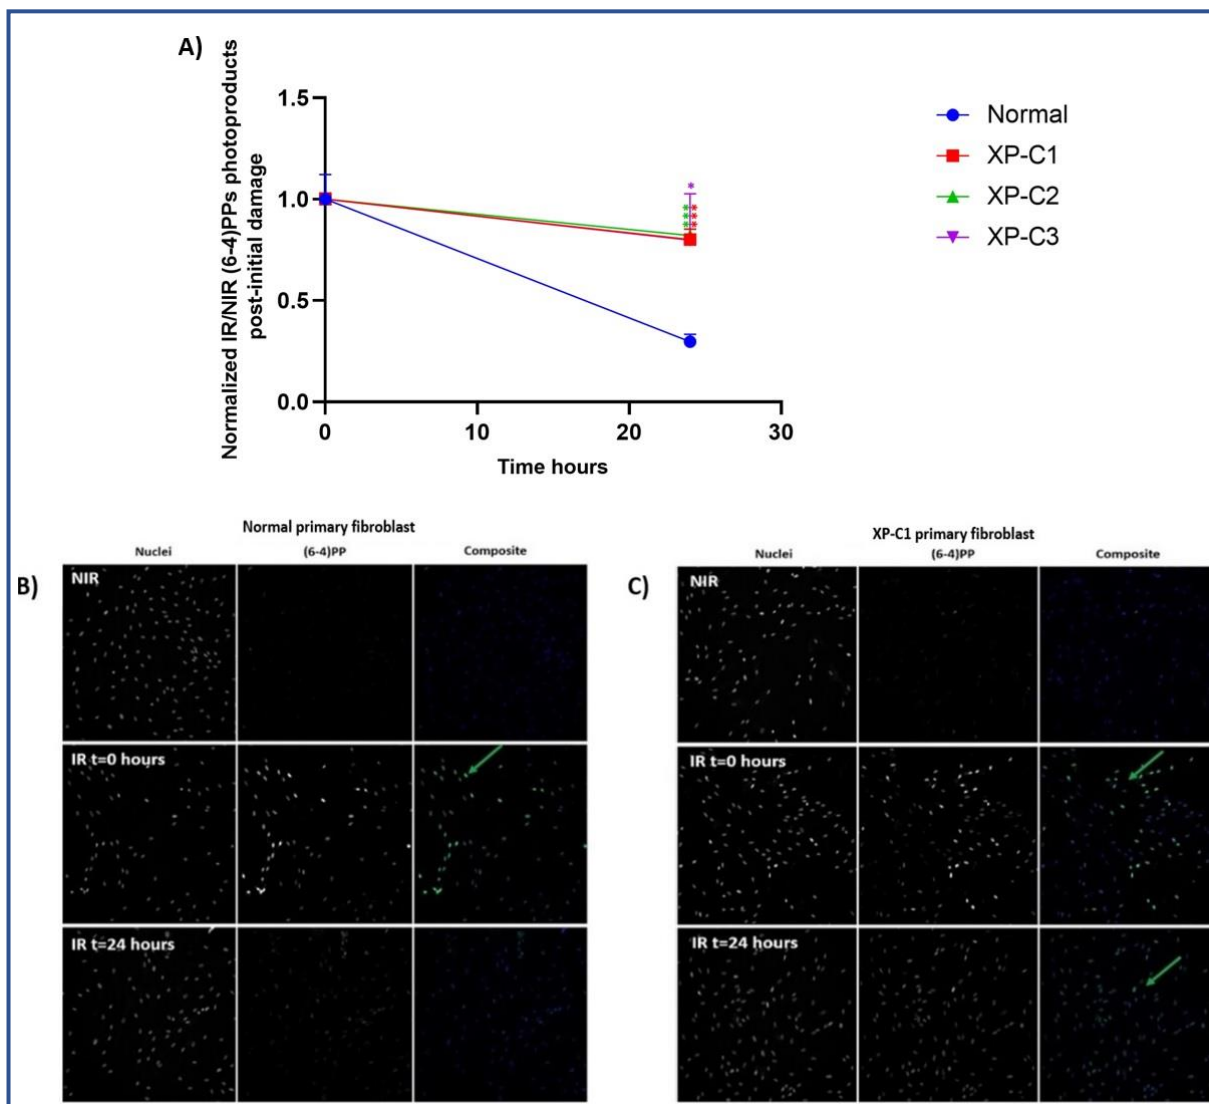 A)
Normalized IR/NIR (6-4)PPs photoproducts
post-initial damage
1.5
1.0
0.5
0.0
0
10
20
30
Time hours
*
***
***
Normal
XP-C1
XP-C2
XP-C3
Normal primary fibroblast
Nuclei
(6-4)PP
Composite
B)
NIR
IR t=0 hours
IR t=24 hours
XP-C1 primary fibroblast
Nuclei
(6-4)PP
Composite
C)
NIR
IR t=0 hours
IR t=24 hours